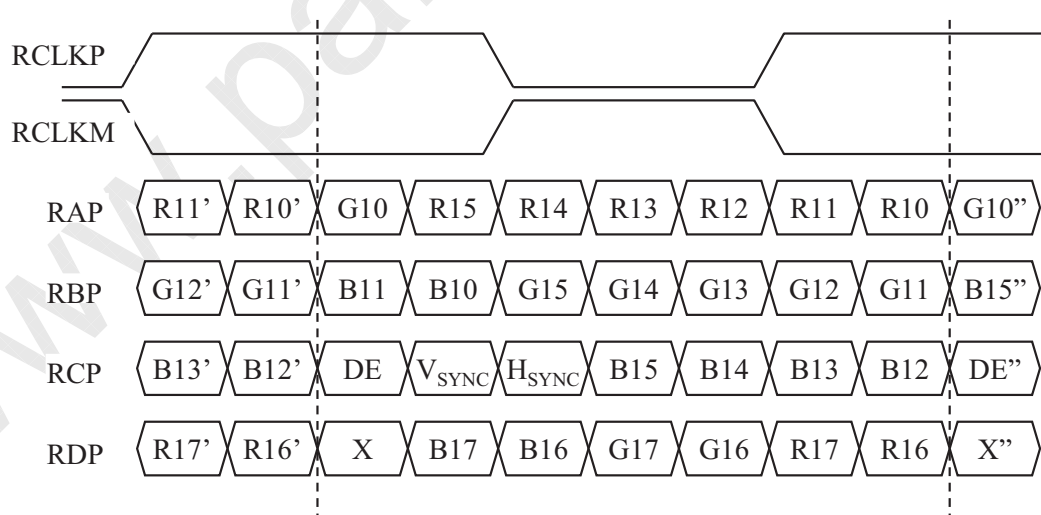 RCLKP
RCLKM
RAP R11’ R10’ G10 R15 R14 R13 R12 R11 R10 G10”
RBP G12’ G11’ B11 B10 G15 G14 G13 G12 G11 B15”
RCP B13’ B12’ DE VSYNC HSYNC B15 B14 B13 B12 DE”
RDP R17’ R16’ X B17 B16 G17 G16 R17 R16 X”
www.pa